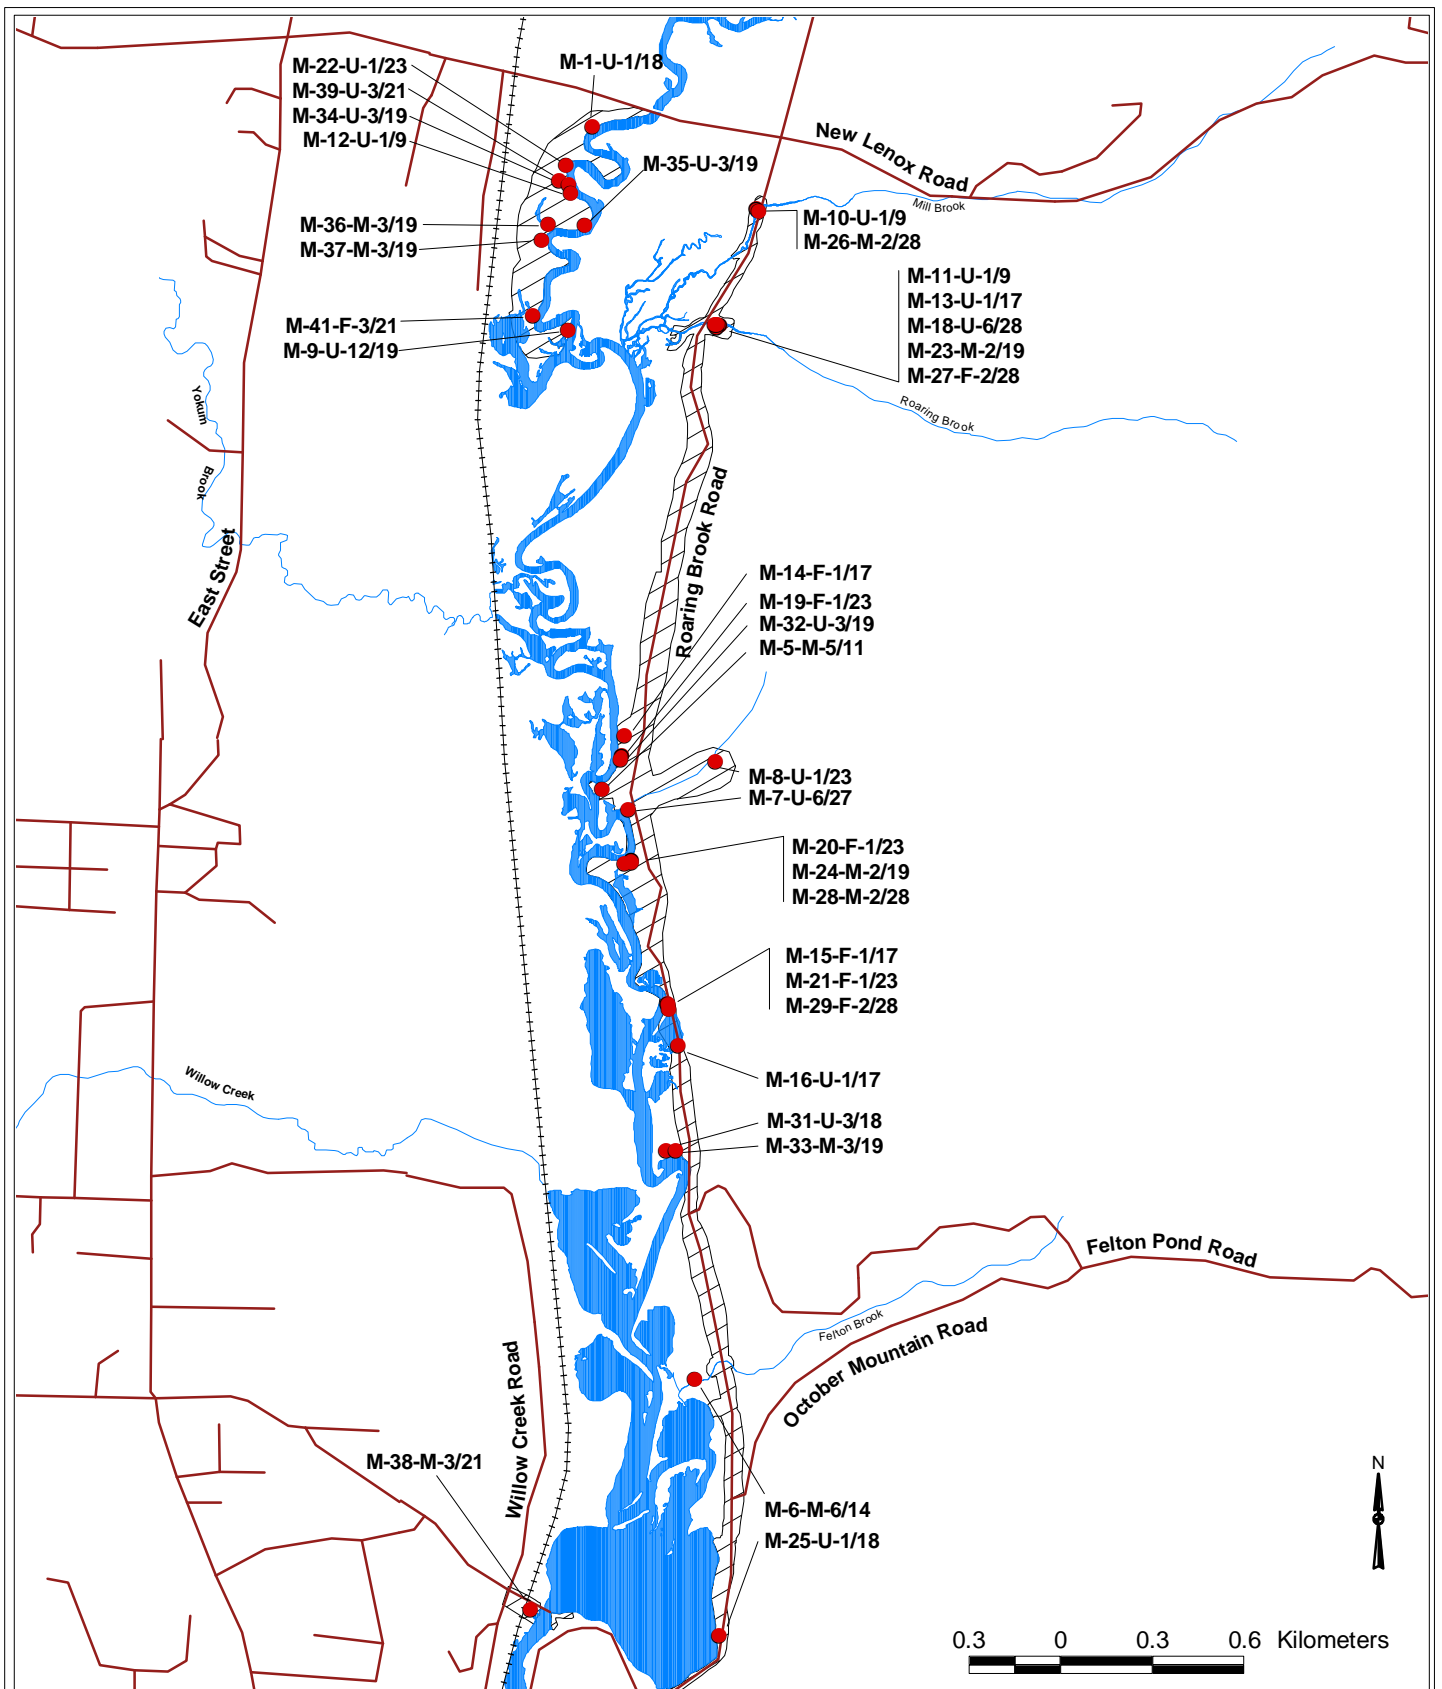 M-22-U-1/23
M-39-U-3/21
M-34-U-3/19
M-12-U-1/9
M-1-U-1/18
M-35-U-3/19
New Lenox Road
Mill Brook
M-36-M-3/19
M-37-M-3/19
M-10-U-1/9
M-26-M-2/28
M-11-U-1/9
M-13-U-1/17
M-18-U-6/28
M-23-M-2/19
M-27-F-2/28
M-41-F-3/21
M-9-U-12/19
Roaring Brook
Yokum
Brook
East Street
Roaring Brook Road
M-14-F-1/17
M-19-F-1/23
M-32-U-3/19
M-5-M-5/11
M-8-U-1/23
M-7-U-6/27
M-20-F-1/23
M-24-M-2/19
M-28-M-2/28
M-15-F-1/17
M-21-F-1/23
M-29-F-2/28
M-16-U-1/17
Willow Creek
M-31-U-3/18
M-33-M-3/19
Felton Pond Road
Felton Brook
October Mountain Road
Willow Creek Road
M-38-M-3/21
M-6-M-6/14
M-25-U-1/18
N
0.3 0 0.3 0.6 Kilometers